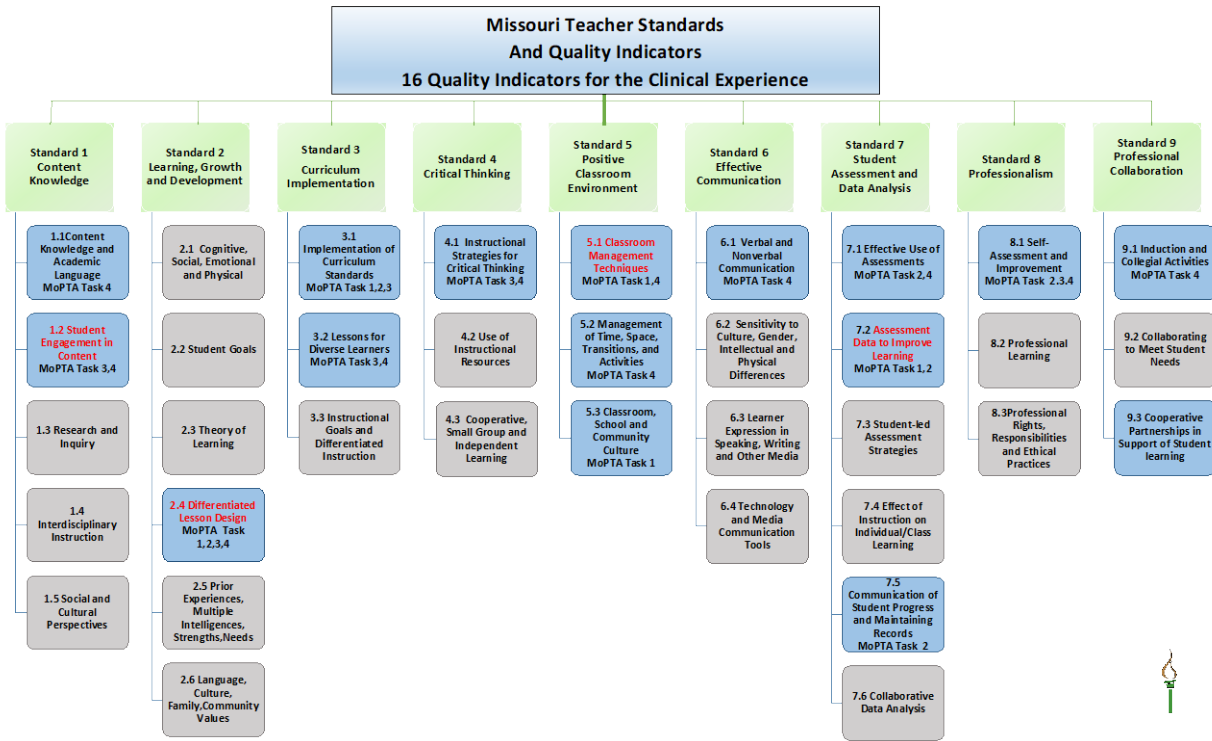 Missouri Teacher Standards
And Quality Indicators
16 Quality Indicators for the Clinical Experience
Standard 1
Content
Knowledge
1.1Content
Knowledge and
Academic
Language
MoPTA Task 4
1.2 Student
Engagement in
Content
MoPTA Task 3,4
1.3 Research and
Inquiry
1.4
Interdisciplinary
Instruction
1.5 Social and
Cultural
Perspectives
Standard 2
Learning, Growth
and Development
2.1 Cognitive,
Social, Emotional
and Physical
2.2 Student Goals
2.3 Theory of
Learning
2.4 Differentiated
Lesson Design
MoPTA Task
1,2,3,4
2.5 Prior
Experiences,
Multiple
Intelligences,
Strengths,Needs
2.6 Language,
Culture,
Family,Community
Values
Standard 3
Curriculum
Implementation
3.1
Implementation of
Curriculum
Standards
MoPTA Task 1,2,3
3.2 Lessons for
Diverse Learners
MoPTA Task 3,4
3.3 Instructional
Goals and
Differentiated
Instruction
Standard 4
Critical Thinking
4.1 Instructional
Strategies for
Critical Thinking
MoPTA Task 3,4
4.2 Use of
Instructional
Resources
4.3 Cooperative,
Small Group and
Independent
Learning
Standard 5
Positive
Classroom
Environment
5.1 Classroom
Management
Techniques
MoPTA Task 1,4
5.2 Management
of Time, Space,
Transitions, and
Activities
MoPTA Task 4
5.3 Classroom,
School and
Community
Culture
MoPTA Task 1
Standard 6
Effective
Communication
6.1 Verbal and
Nonverbal
Communication
MoPTA Task 4
6.2 Sensitivity to
Culture, Gender,
Intellectual and
Physical
Differences
6.3 Learner
Expression in
Speaking, Writing
and Other Media
6.4 Technology
and Media
Communication
Tools
Standard 7
Student
Assessment and
Data Analysis
7.1 Effective Use of
Assessments
MoPTA Task 2,4
7.2 Assessment
Data to Improve
Learning
MoPTA Task 1,2
7.3 Student-led
Assessment
Strategies
7.4 Effect of
Instruction on
Individual/Class
Learning
7.5
Communication of
Student Progress
and Maintaining
Records
MoPTA Task 2
7.6 Collaborative
Data Analysis
Standard 8
Professionalism
8.1 Self-
Assessment and
Improvement
MoPTA Task 2.3.4
8.2 Professional
Learning
8.3Professional
Rights,
Responsibilities
and Ethical
Practices
Standard 9
Professional
Collaboration
9.1 Induction and
Collegial Activities
MoPTA Task 4
9.2 Collaborating
to Meet Student
Needs
9.3 Cooperative
Partnerships in
Support of Student
learning